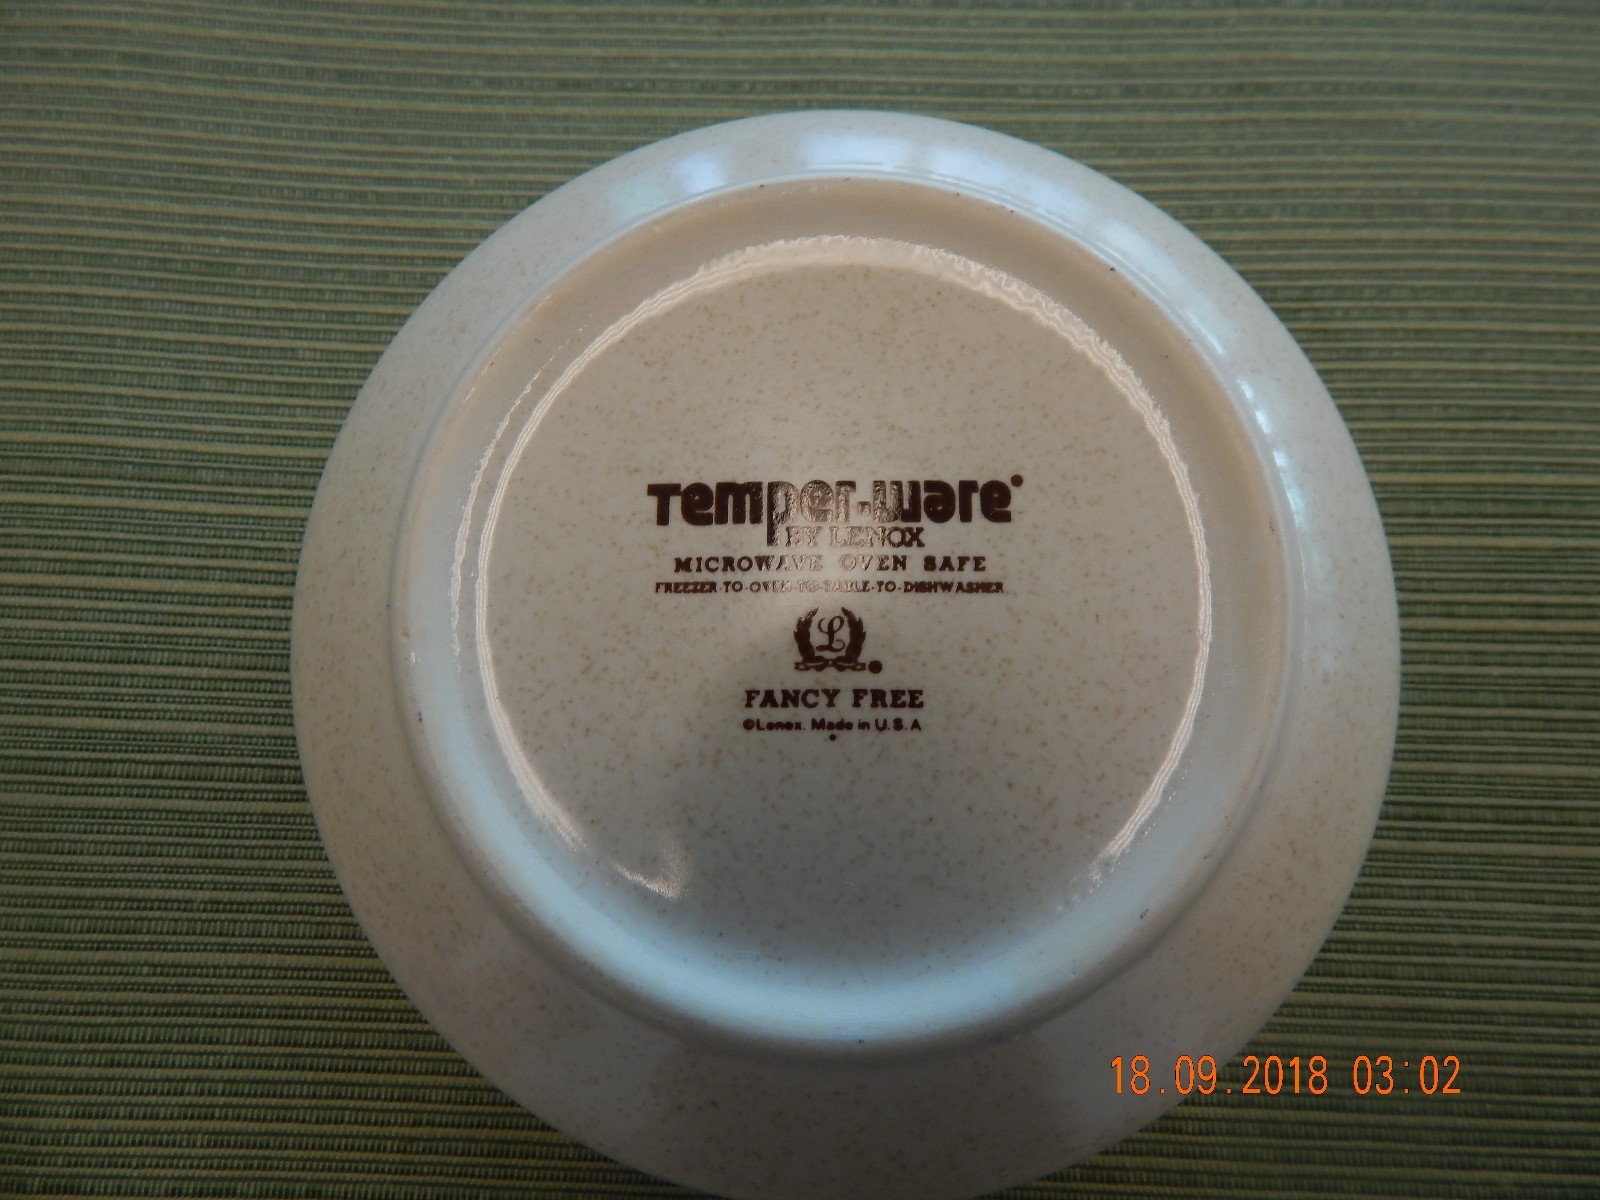 Temper-ware
BY LENOX
MICROWAVE OVEN SAFE
FREEZER-TO-OVEN-TO-TABLE-TO-DISHWASHER
L
FANCY FREE
©Lenox. Made in U.S.A
18.09.2018 03:02